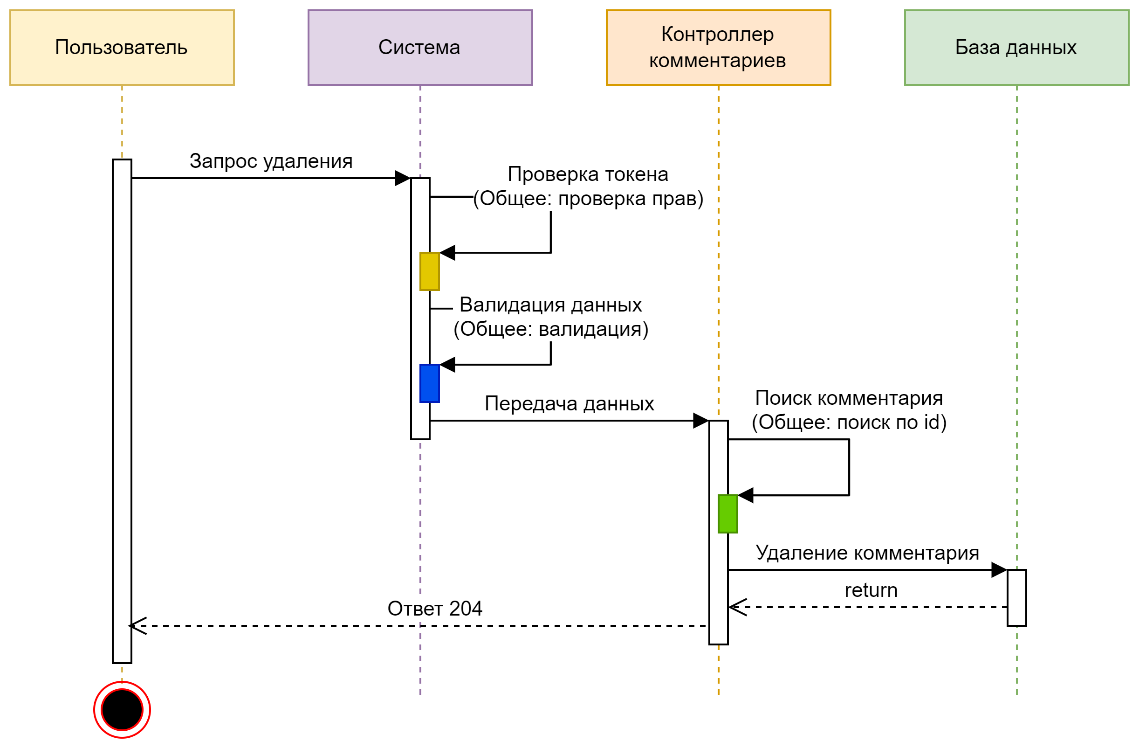 Пользователь
Система
Контроллер
комментариев
База данных
Запрос удаления
Проверка токена
(Общее: проверка прав)
Валидация данных
(Общее: валидация)
Передача данных
Поиск комментария
(Общее: поиск по id)
Удаление комментария
return
Ответ 204